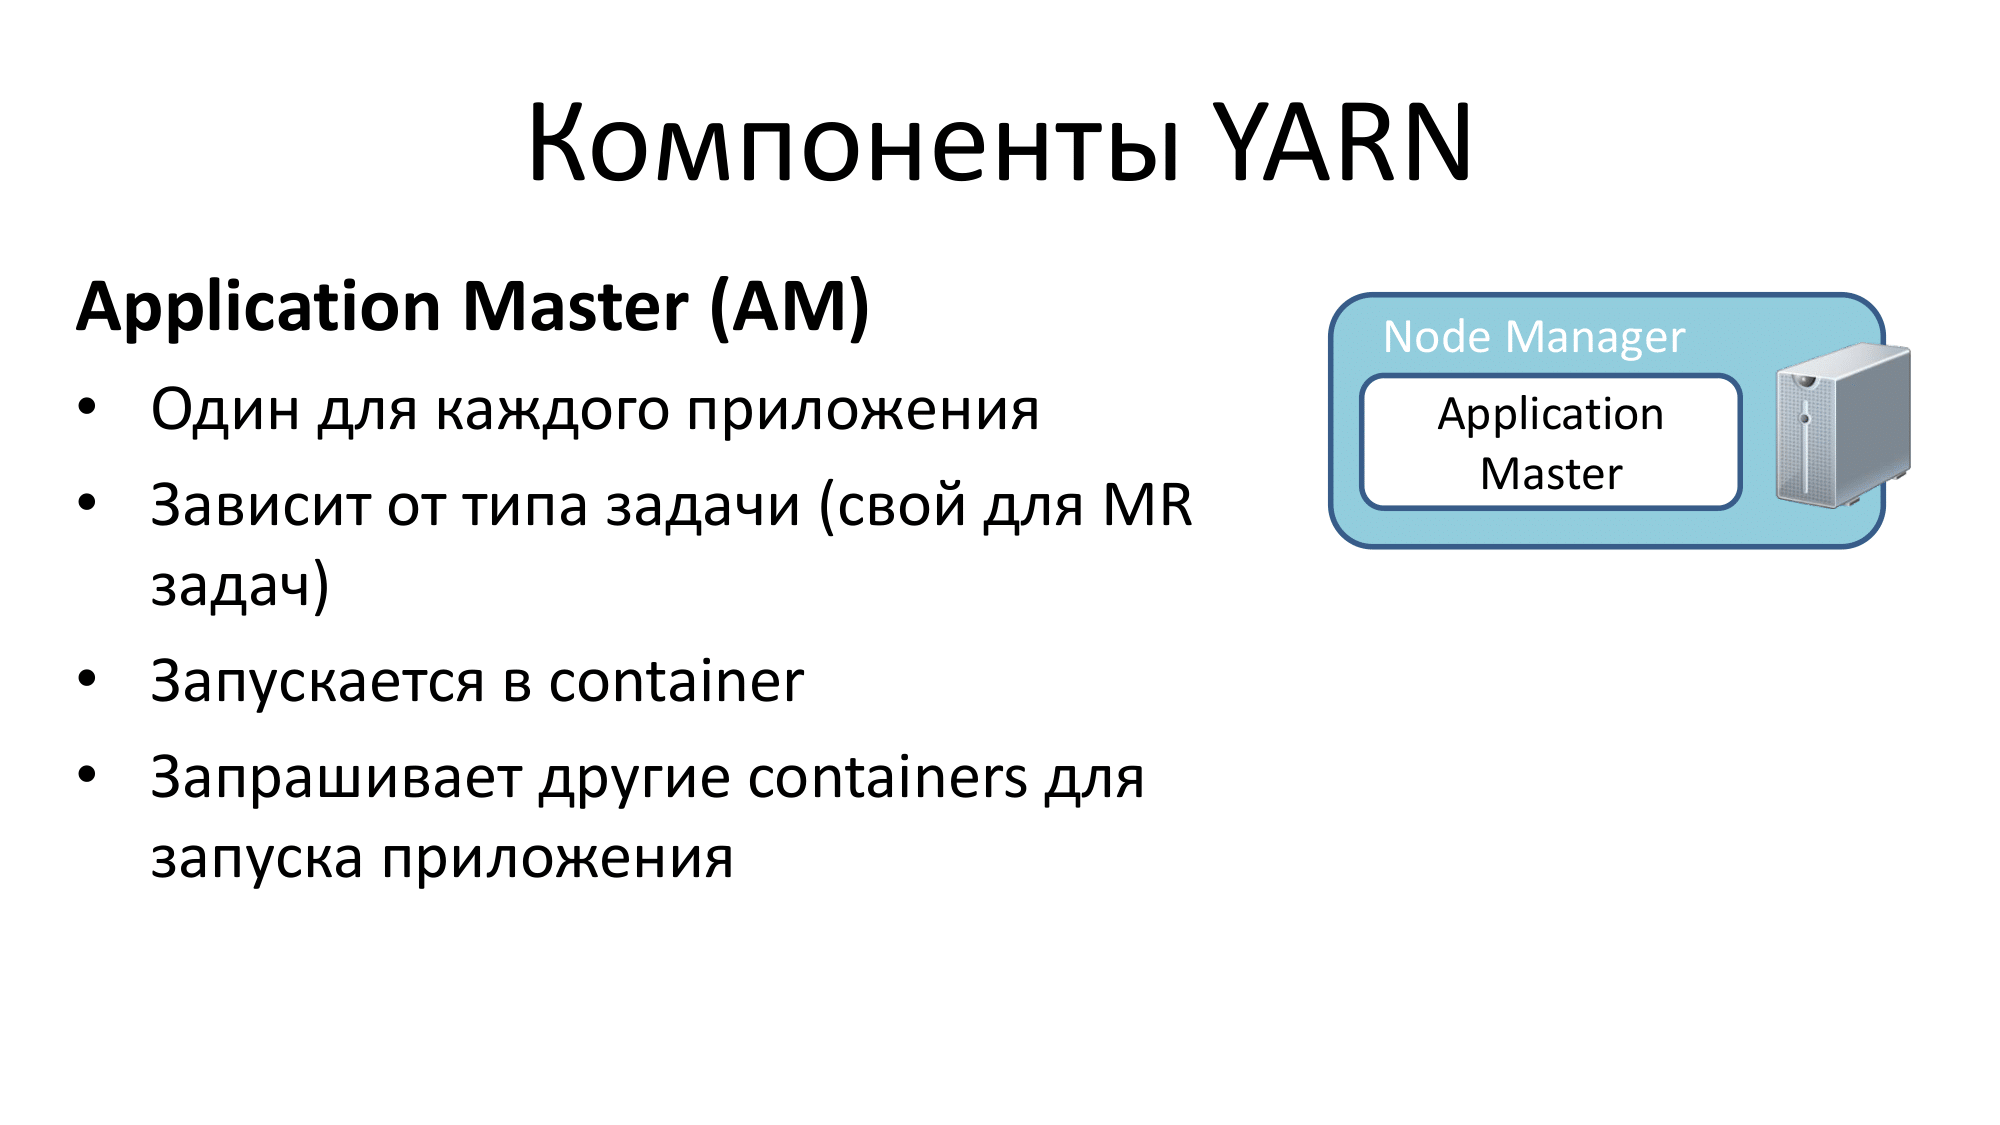 Компоненты YARN
Application Master (AM)
• Один для каждого приложения
• Зависит от типа задачи (свой для MR
задач)
• Запускается в container
• Запрашивает другие containers для
запуска приложения
Node Manager
Application
Master